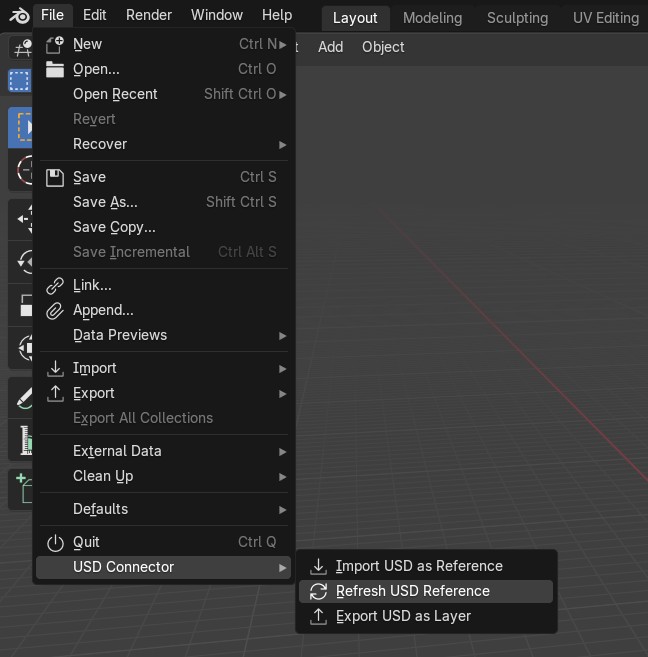 File Edit Render Window Help Layout Modeling Sculpting UV Editing
Add Object
New Ctrl N
Open... Ctrl O
Open Recent Shift Ctrl O
Revert
Recover
Save Ctrl S
Save As... Shift Ctrl S
Save Copy...
Save Incremental Ctrl Alt S
Link...
Append...
Data Previews
Import
Export
Export All Collections
External Data
Clean Up
Defaults
Quit Ctrl Q
USD Connector
Import USD as Reference
Refresh USD Reference
Export USD as Layer